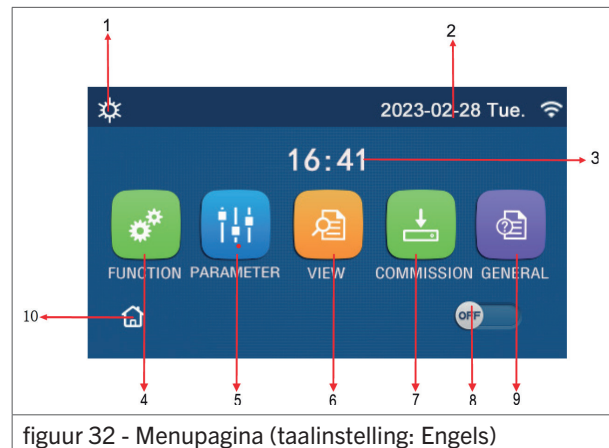 1
2
2023-02-28 Tue.
16:41
3
FUNCTION PARAMETER VIEW COMMISSION GENERAL
10
OFF
4 5 6 7 8 9
figuur 32 - Menupagina (taalinstelling: Engels)